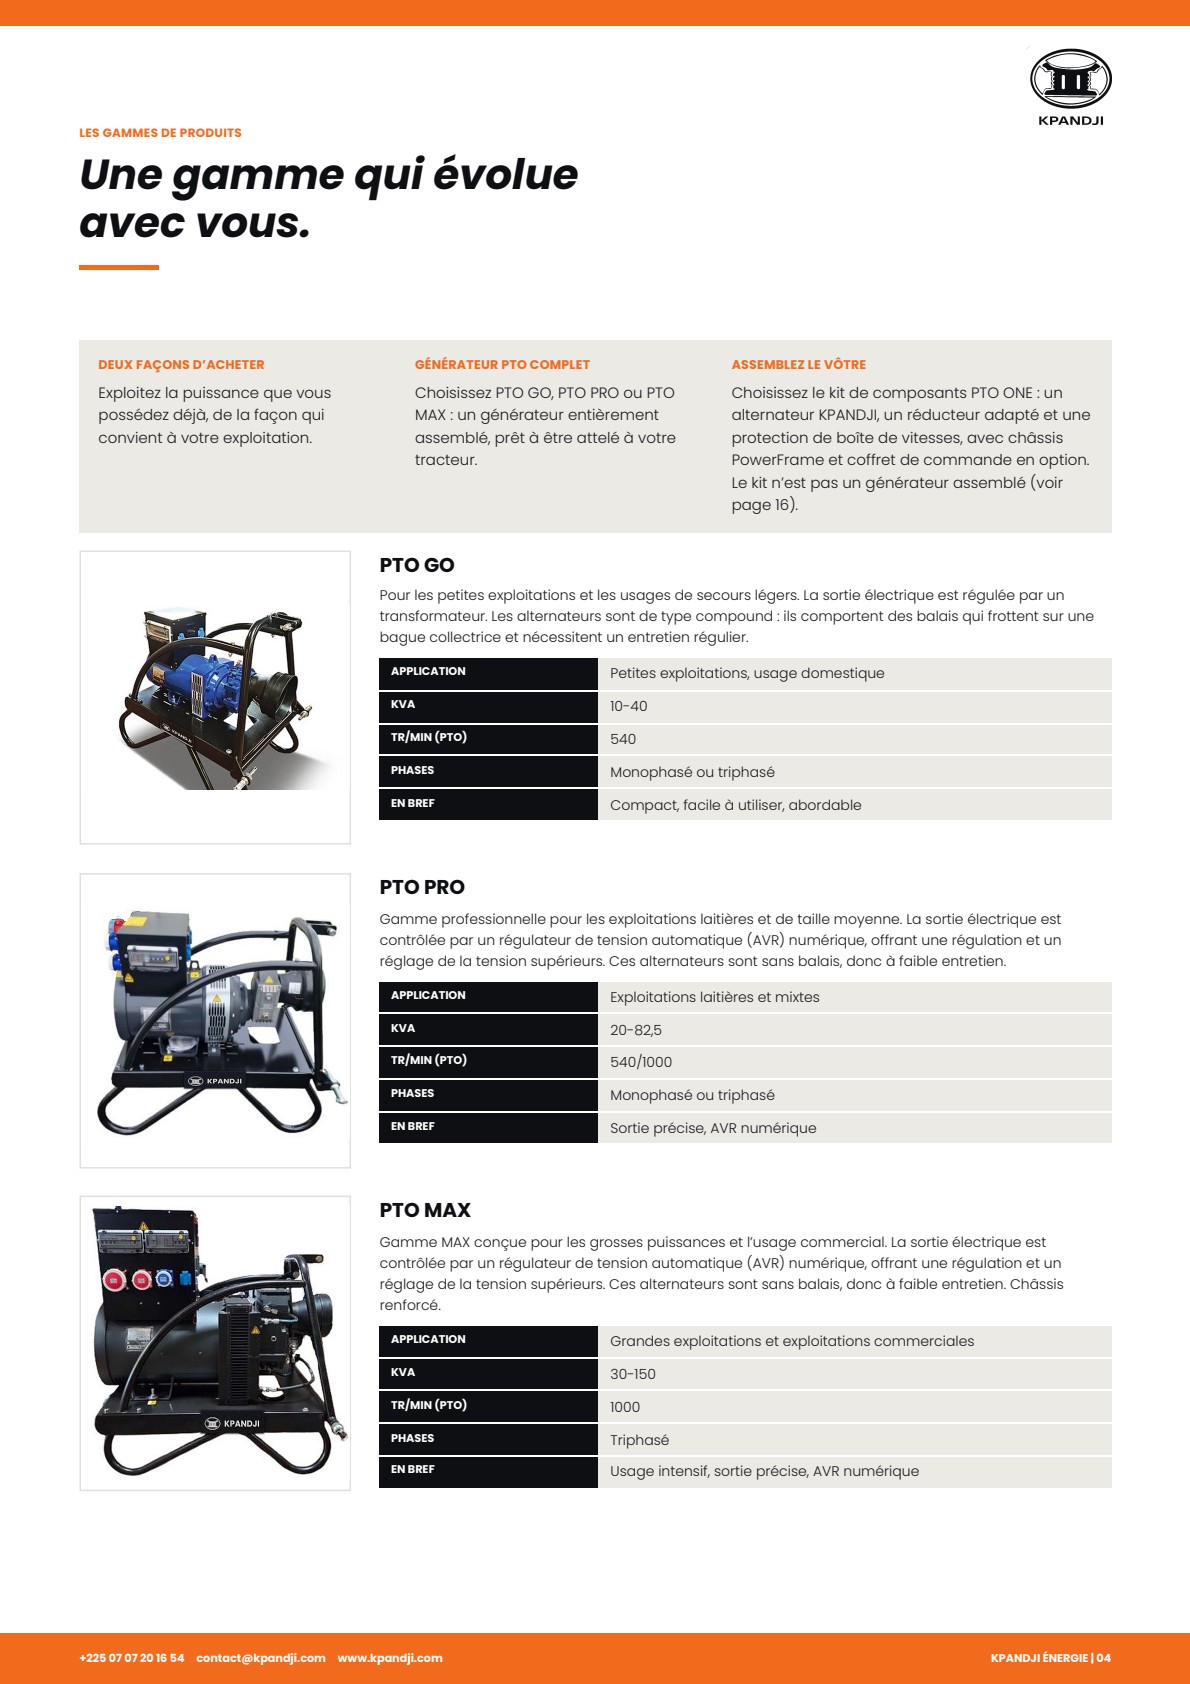 KPANDJI
LES GAMMES DE PRODUITS
Une gamme qui évolue
avec vous.
DEUX FAÇONS D’ACHETER
Exploitez la puissance que vous
possédez déjà, de la façon qui
convient à votre exploitation.
GÉNÉRATEUR PTO COMPLET
Choisissez PTO GO, PTO PRO ou PTO
MAX : un générateur entièrement
assemblé, prêt à être attelé à votre
tracteur.
ASSEMBLEZ LE VÔTRE
Choisissez le kit de composants PTO ONE : un
alternateur KPANDJI, un réducteur adapté et une
protection de boîte de vitesses, avec châssis
PowerFrame et coffret de commande en option.
Le kit n’est pas un générateur assemblé (voir
page 16).
PTO GO
Pour les petites exploitations et les usages de secours légers. La sortie électrique est régulée par un
transformateur. Les alternateurs sont de type compound : ils comportent des balais qui frottent sur une
bague collectrice et nécessitent un entretien régulier.
APPLICATION Petites exploitations, usage domestique
KVA 10-40
TR/MIN (PTO) 540
PHASES Monophasé ou triphasé
EN BREF Compact, facile à utiliser, abordable
KPANDJI
PTO PRO
Gamme professionnelle pour les exploitations laitières et de taille moyenne. La sortie électrique est
contrôlée par un régulateur de tension automatique (AVR) numérique, offrant une régulation et un
réglage de la tension supérieurs. Ces alternateurs sont sans balais, donc à faible entretien.
APPLICATION Exploitations laitières et mixtes
KVA 20-82,5
TR/MIN (PTO) 540/1000
PHASES Monophasé ou triphasé
EN BREF Sortie précise, AVR numérique
KPANDJI
PTO MAX
Gamme MAX conçue pour les grosses puissances et l’usage commercial. La sortie électrique est
contrôlée par un régulateur de tension automatique (AVR) numérique, offrant une régulation et un
réglage de la tension supérieurs. Ces alternateurs sont sans balais, donc à faible entretien. Châssis
renforcé.
APPLICATION Grandes exploitations et exploitations commerciales
KVA 30-150
TR/MIN (PTO) 1000
PHASES Triphasé
EN BREF Usage intensif, sortie précise, AVR numérique
KPANDJI
+225 07 07 20 16 54 contact@kpandji.com www.kpandji.com
KPANDJI ÉNERGIE | 04